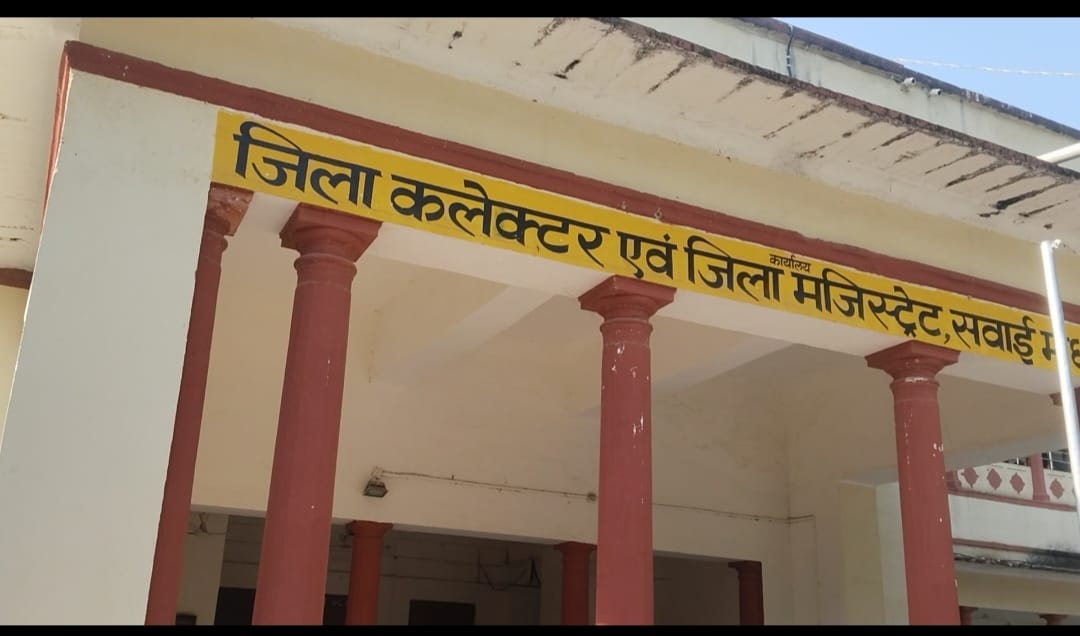 जिला कलेक्टर एवं जिला कार्यालय मजिस्ट्रेट, सवाई